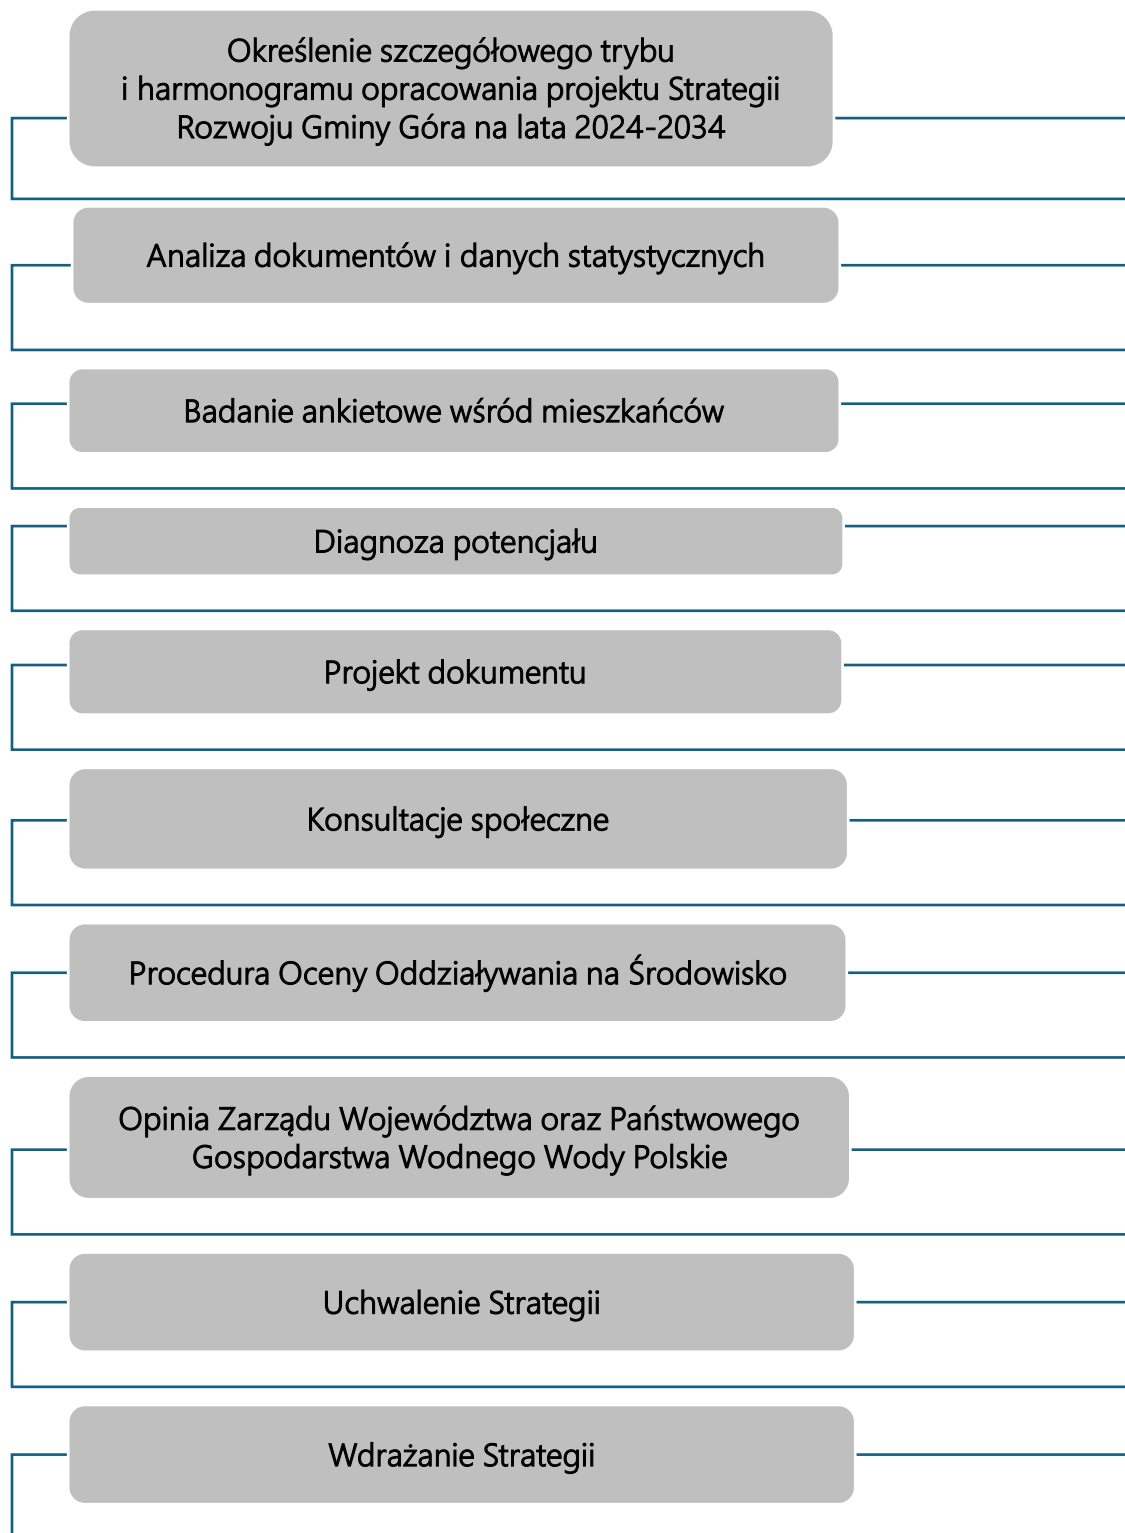 Określenie szczegółowego trybu
i harmonogramu opracowania projektu Strategii
Rozwoju Gminy Góra na lata 2024-2034
Analiza dokumentów i danych statystycznych
Badanie ankietowe wśród mieszkańców
Diagnoza potencjału
Projekt dokumentu
Konsultacje społeczne
Procedura Oceny Oddziaływania na Środowisko
Opinia Zarządu Województwa oraz Państwowego
Gospodarstwa Wodnego Wody Polskie
Uchwalenie Strategii
Wdrażanie Strategii